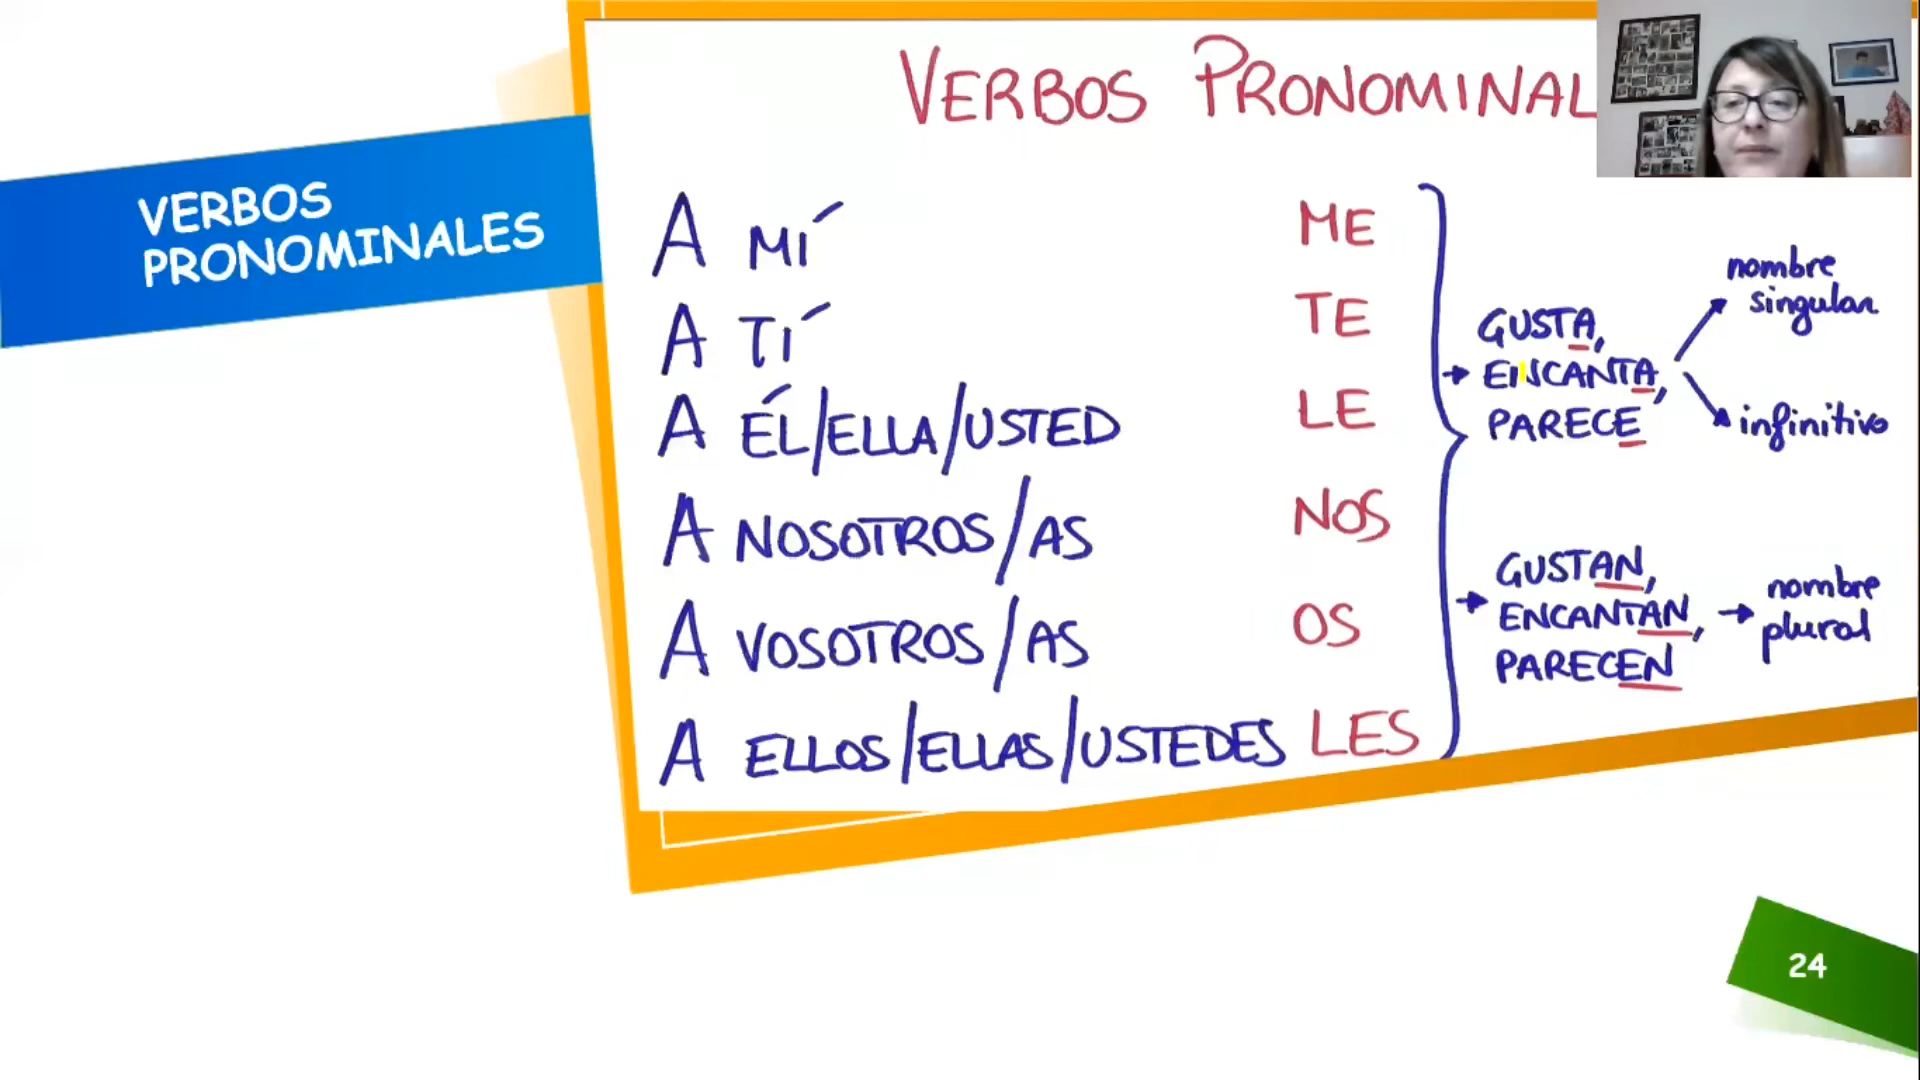 VERBOS
PRONOMINALES
VERBOS PRONOMINAL
A MÍ ME
A TÍ TE
A ÉL/ELLA/USTED LE
A NOSOTROS/AS NOS
A VOSOTROS/AS OS
A ELLOS/ELLAS/USTEDES LES
GUSTA,
ENCANTA,
PARECE
nombre
singular
infinitivo
GUSTAN,
ENCANTAN,
PARECEN
nombre
plural
24